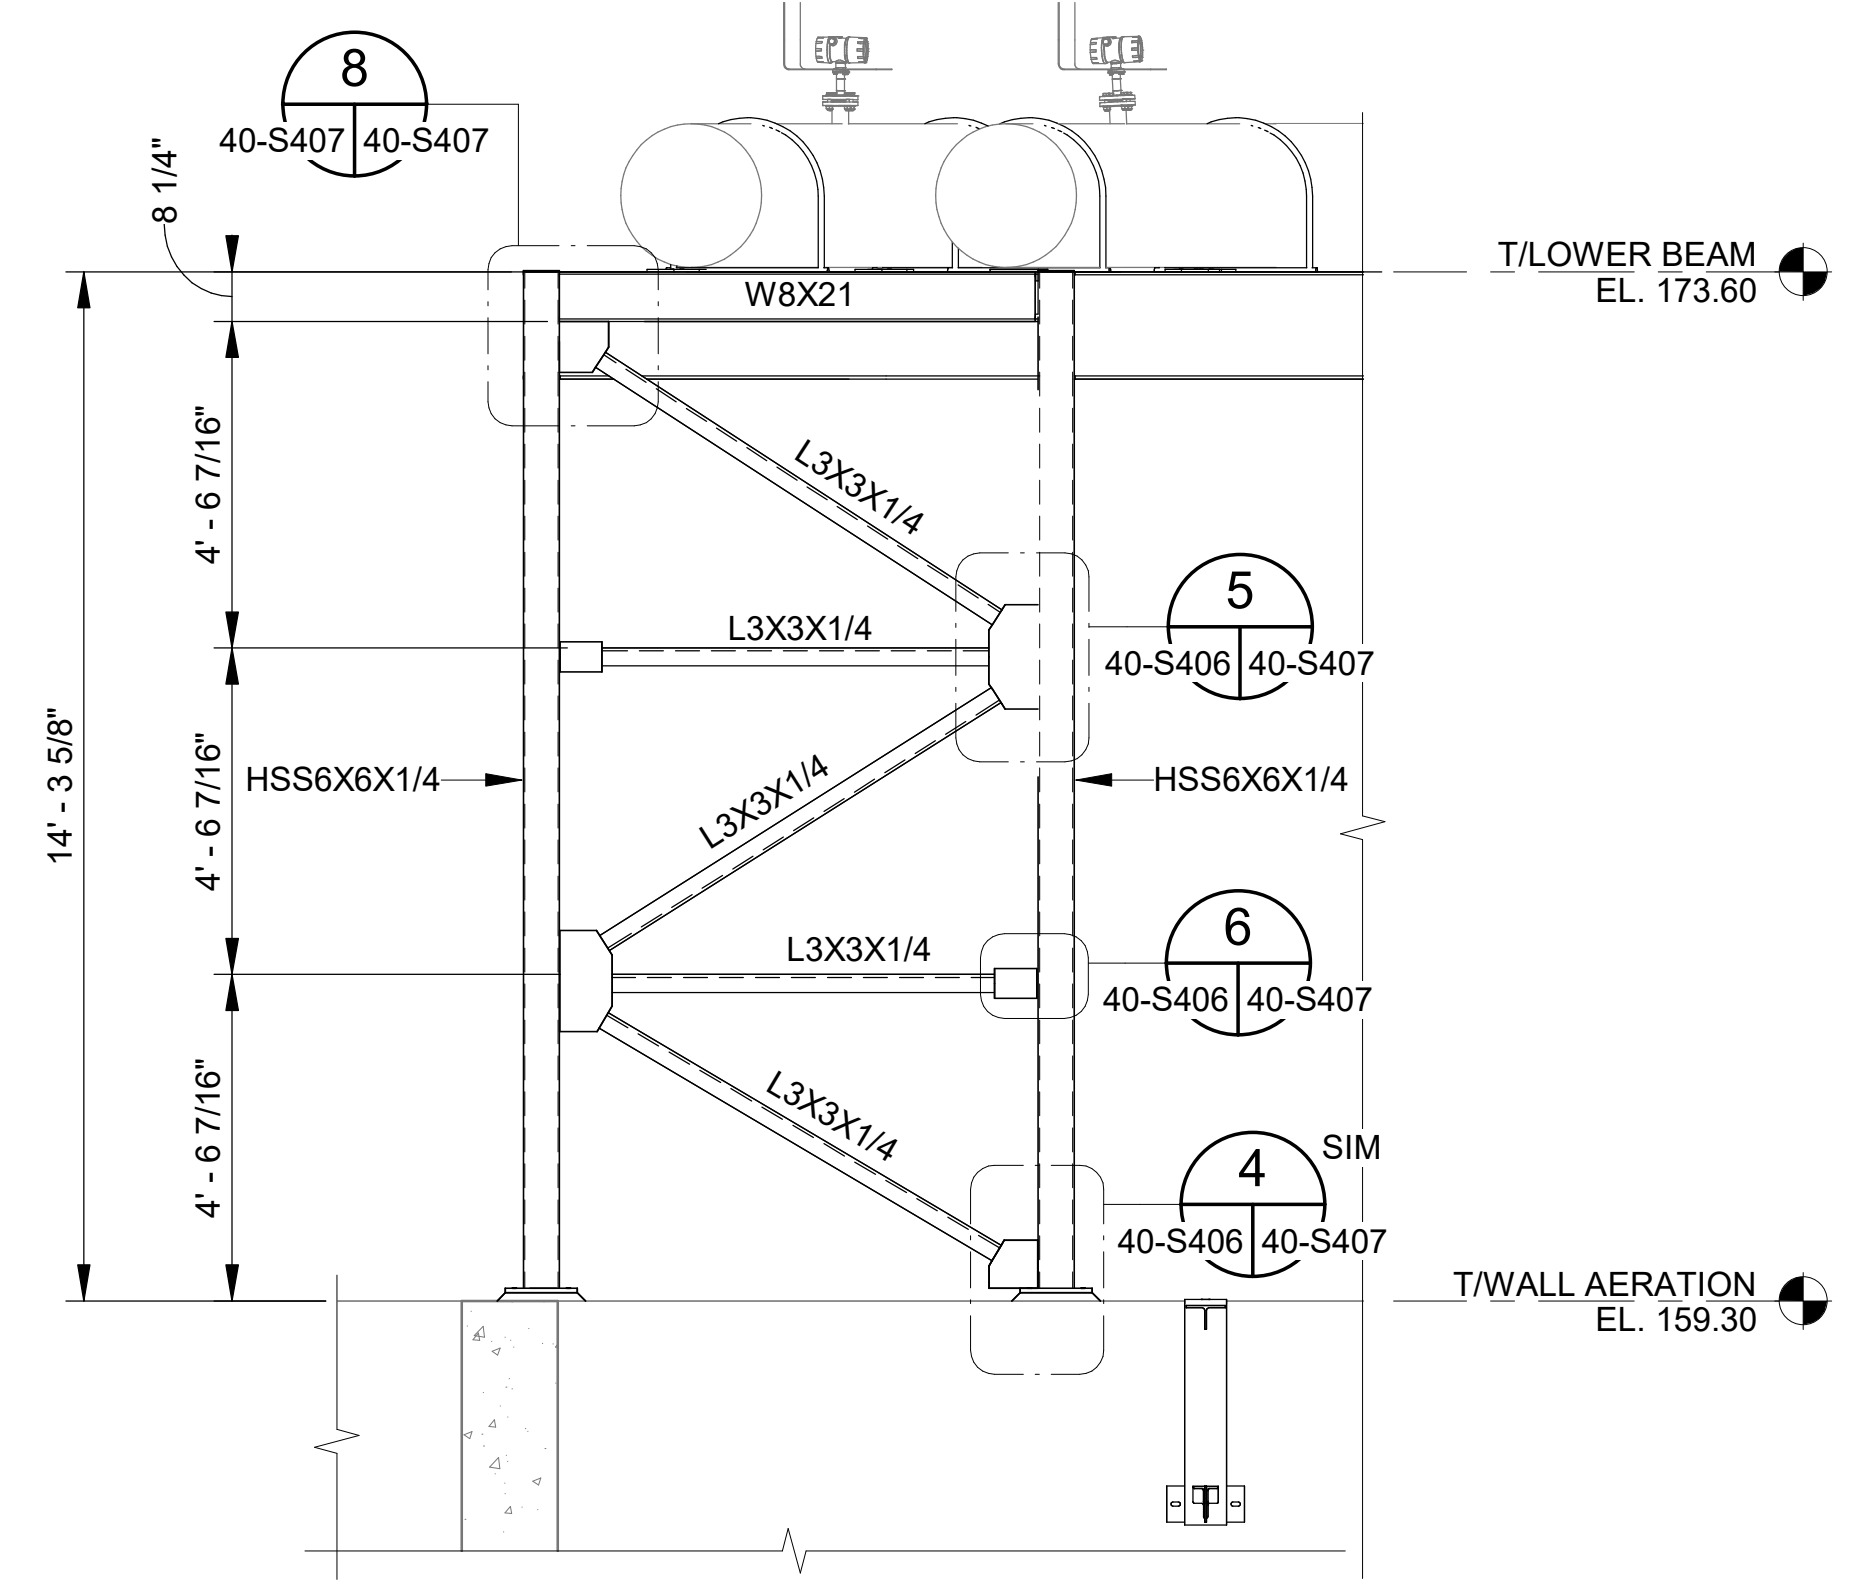 8
40-S407 40-S407
8 1/4"
T/LOWER BEAM
EL. 173.60
W8X21
4' - 6 7/16"
L3X3X1/4
5
40-S406 40-S407
L3X3X1/4
14' - 3 5/8"
4' - 6 7/16"
HSS6X6X1/4
L3X3X1/4
HSS6X6X1/4
6
40-S406 40-S407
L3X3X1/4
4' - 6 7/16"
L3X3X1/4
SIM
4
40-S406 40-S407
T/WALL AERATION
EL. 159.30